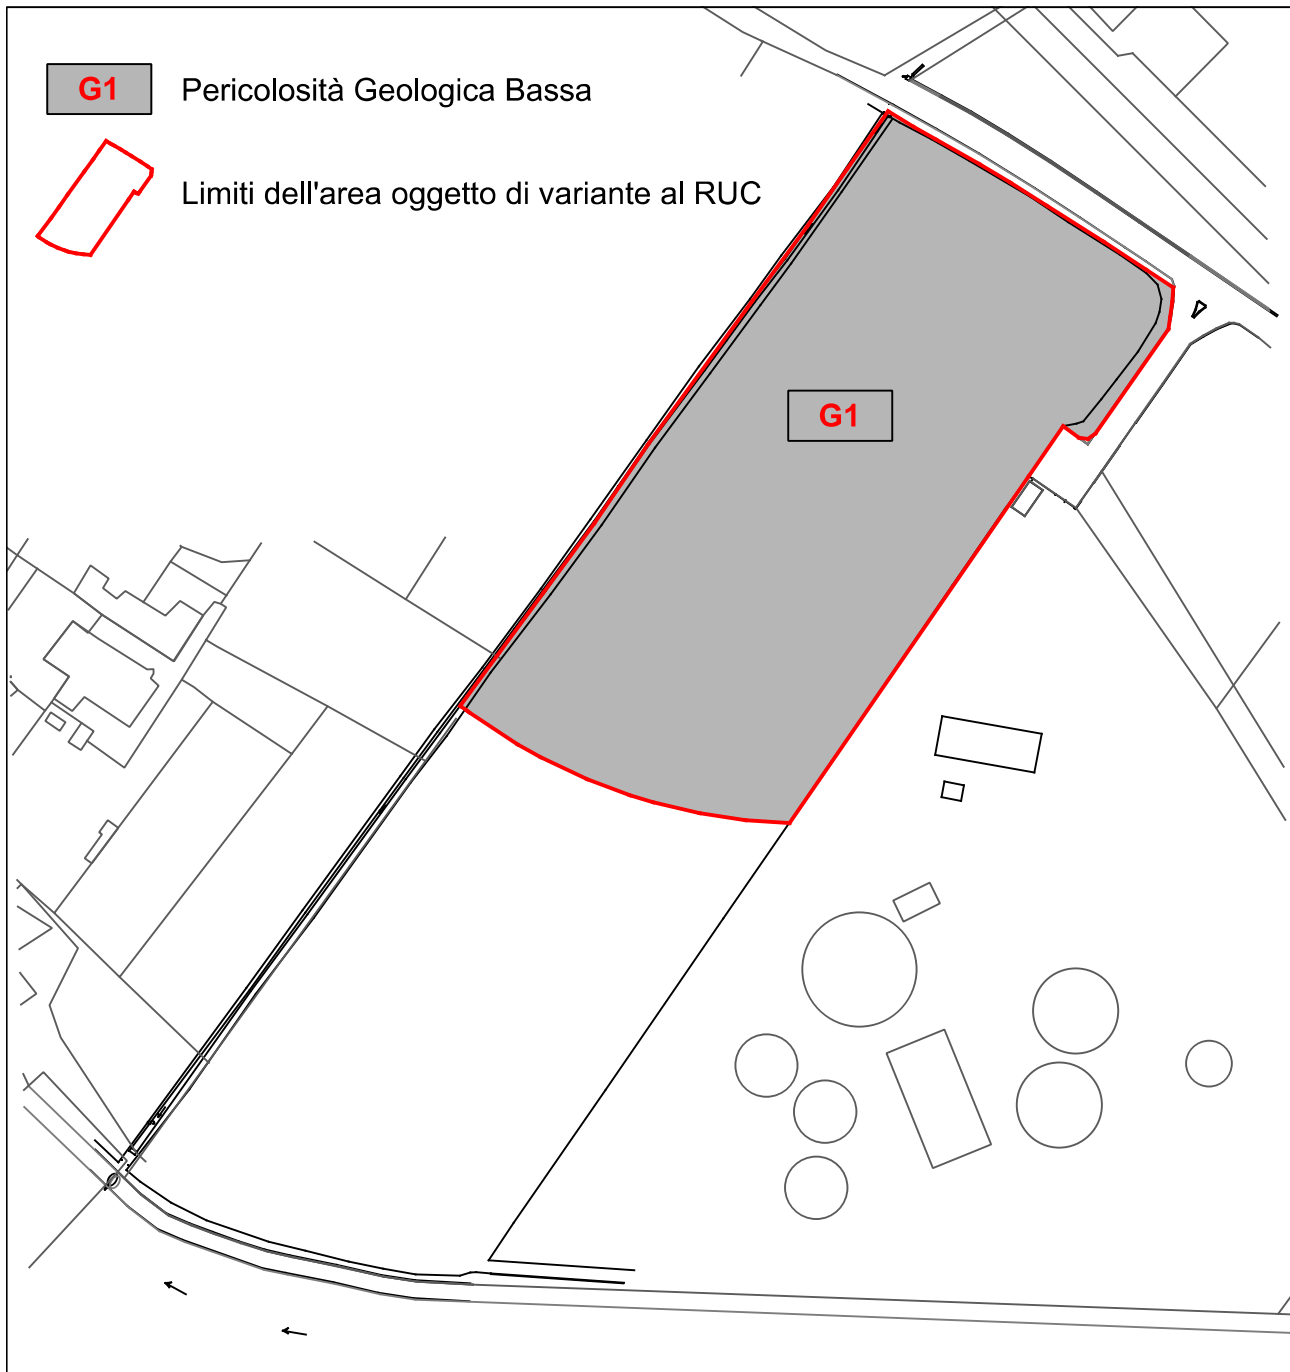 G1 Pericolosità Geologica Bassa
Limiti dell'area oggetto di variante al RUC
G1